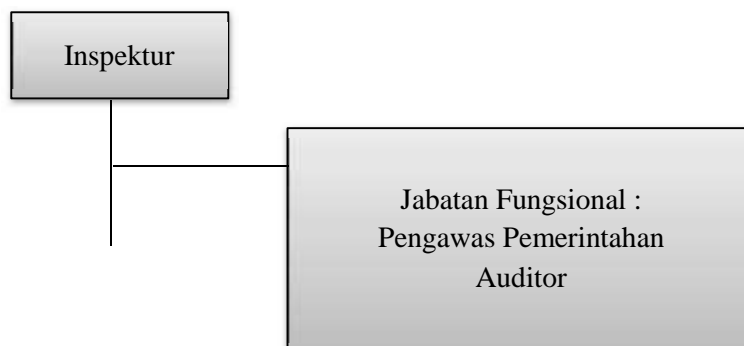 Inspektur
Jabatan Fungsional :
Pengawas Pemerintahan
Auditor